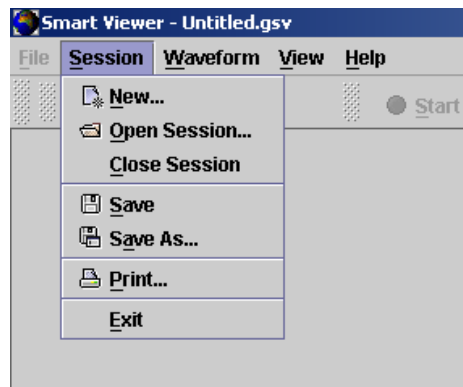 Smart Viewer - Untitled.gsv
File Session Waveform View Help
Start
New...
Open Session...
Close Session
Save
Save As...
Print...
Exit